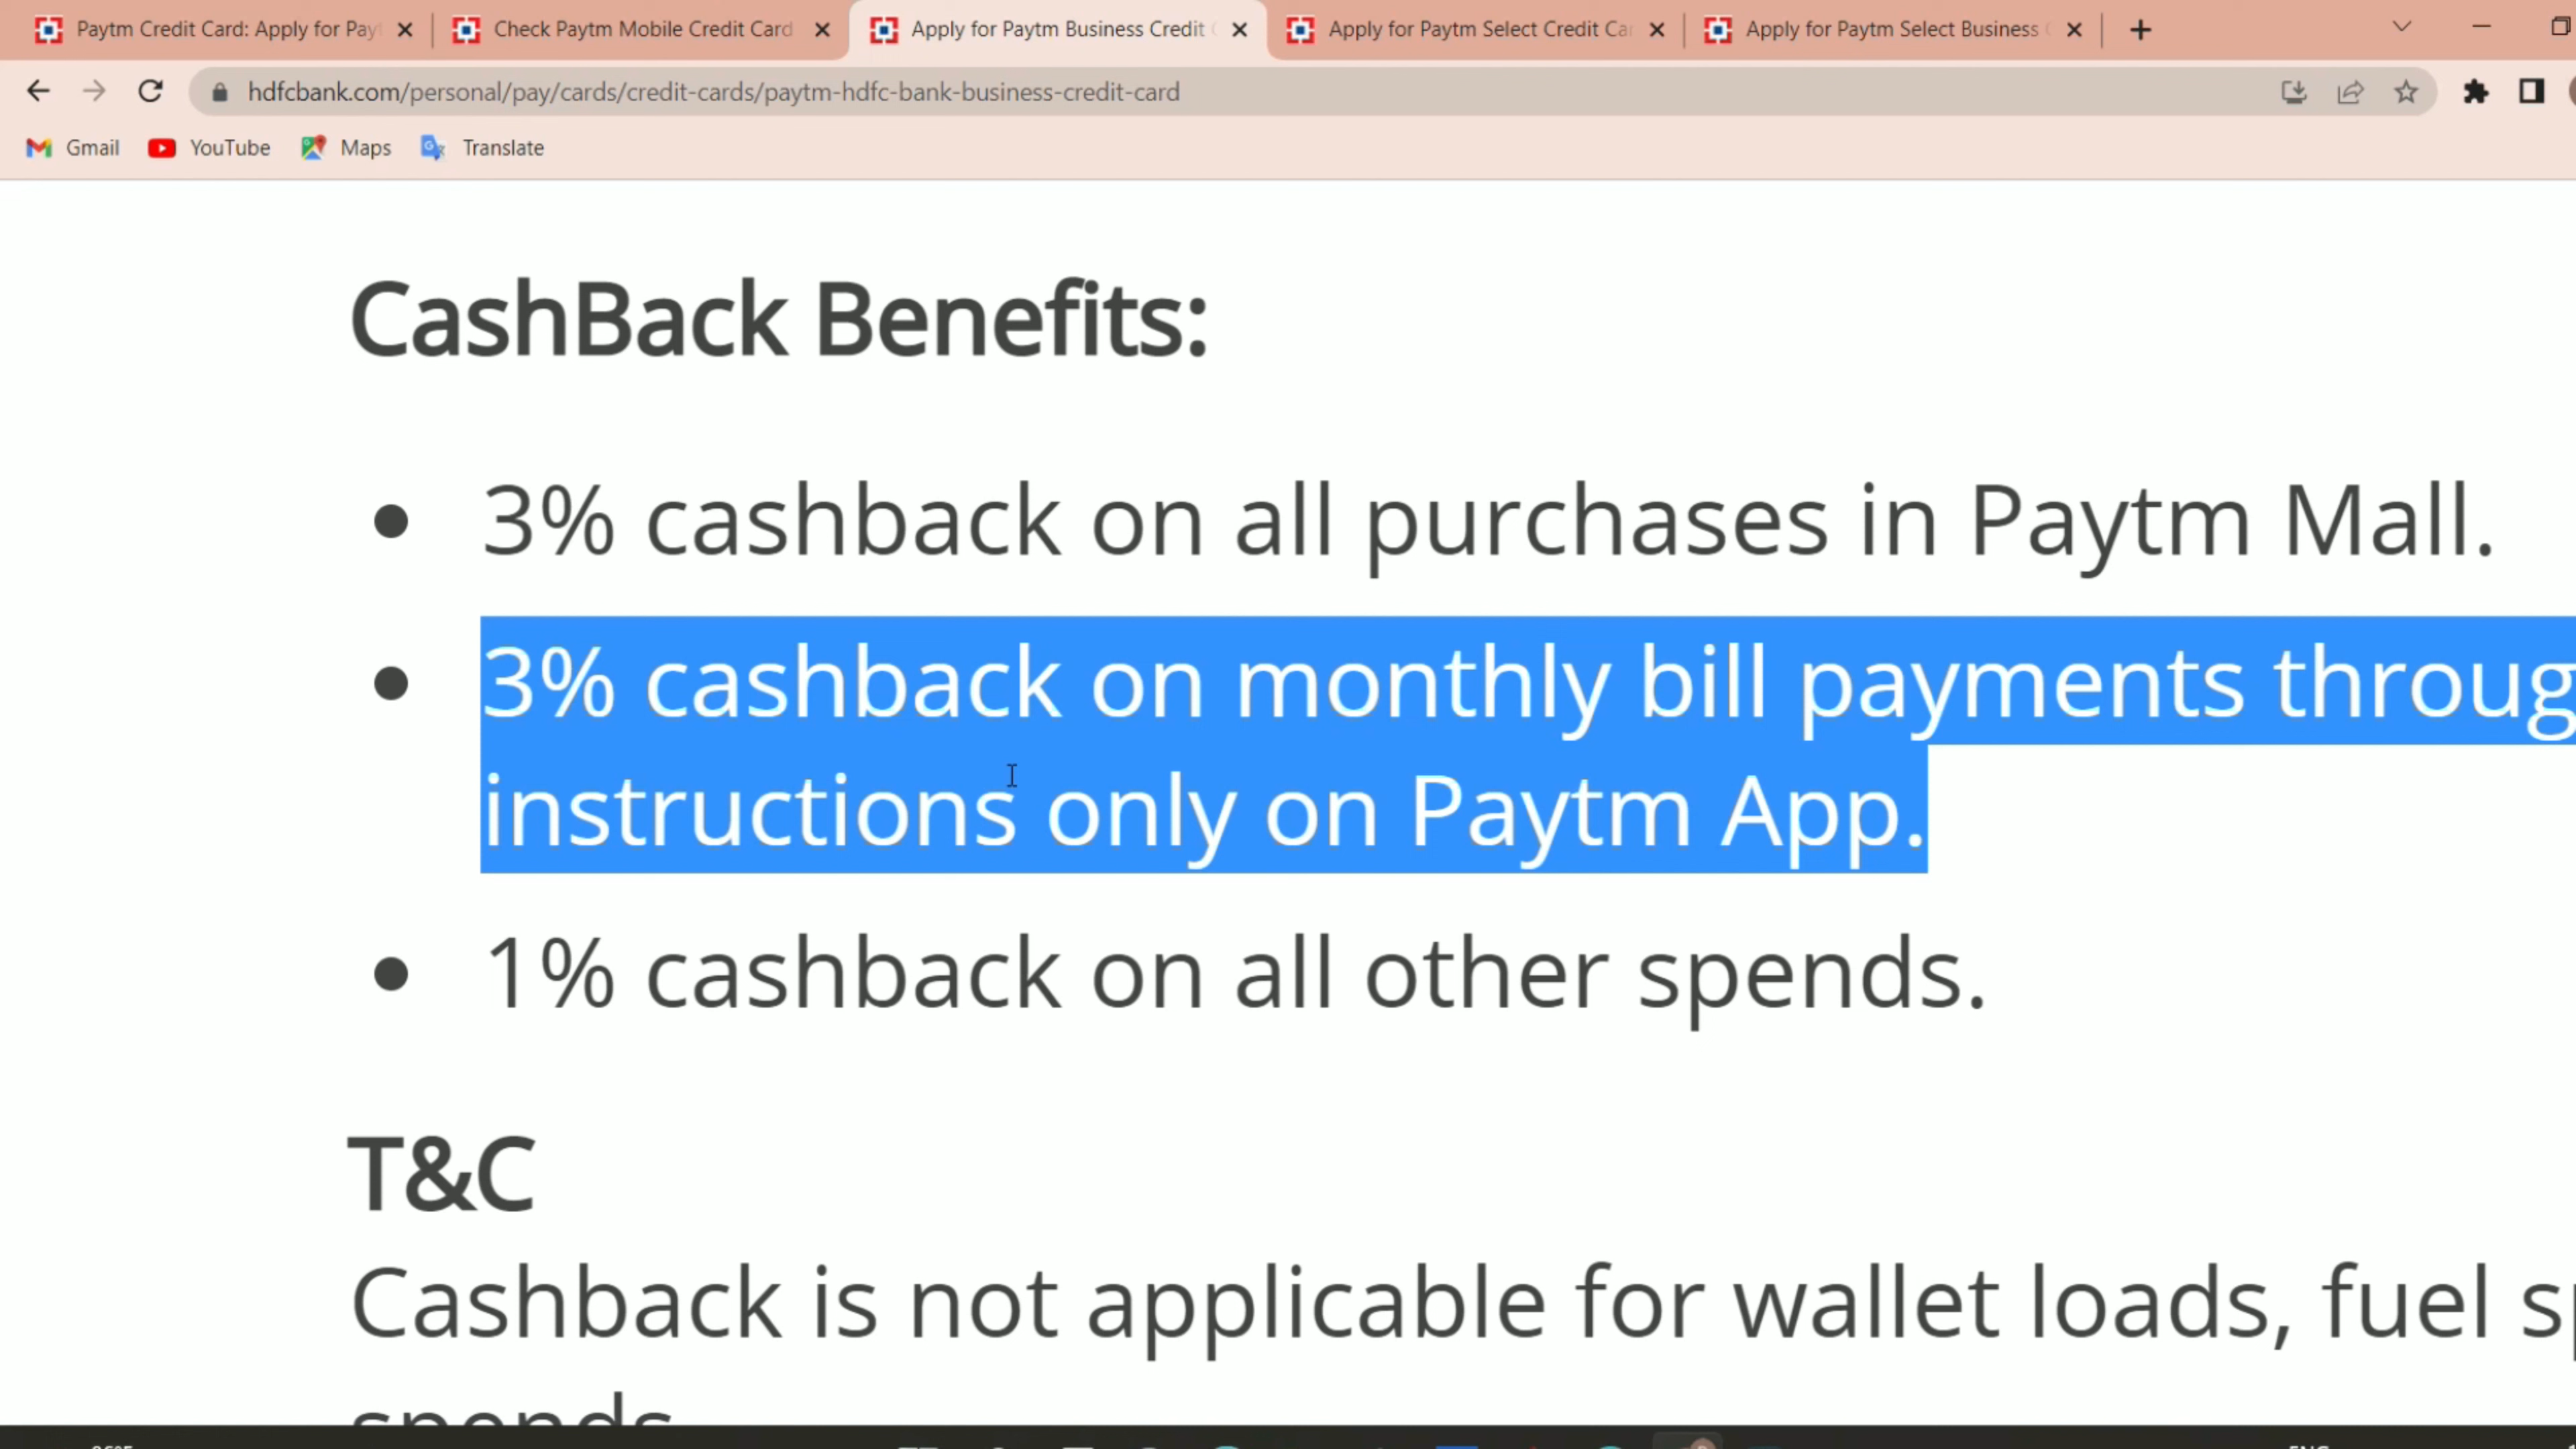 Paytm Credit Card: Apply for Pay
Check Paytm Mobile Credit Card
Apply for Paytm Business Credit
Apply for Paytm Select Credit Ca
Apply for Paytm Select Business
hdfcbank.com/personal/pay/cards/credit-cards/paytm-hdfc-bank-business-credit-card
Gmail YouTube Maps Translate
CashBack Benefits:
• 3% cashback on all purchases in Paytm Mall.
• 3% cashback on monthly bill payments throug
instructions only on Paytm App.
• 1% cashback on all other spends.
T&C
Cashback is not applicable for wallet loads, fuel sp
spends